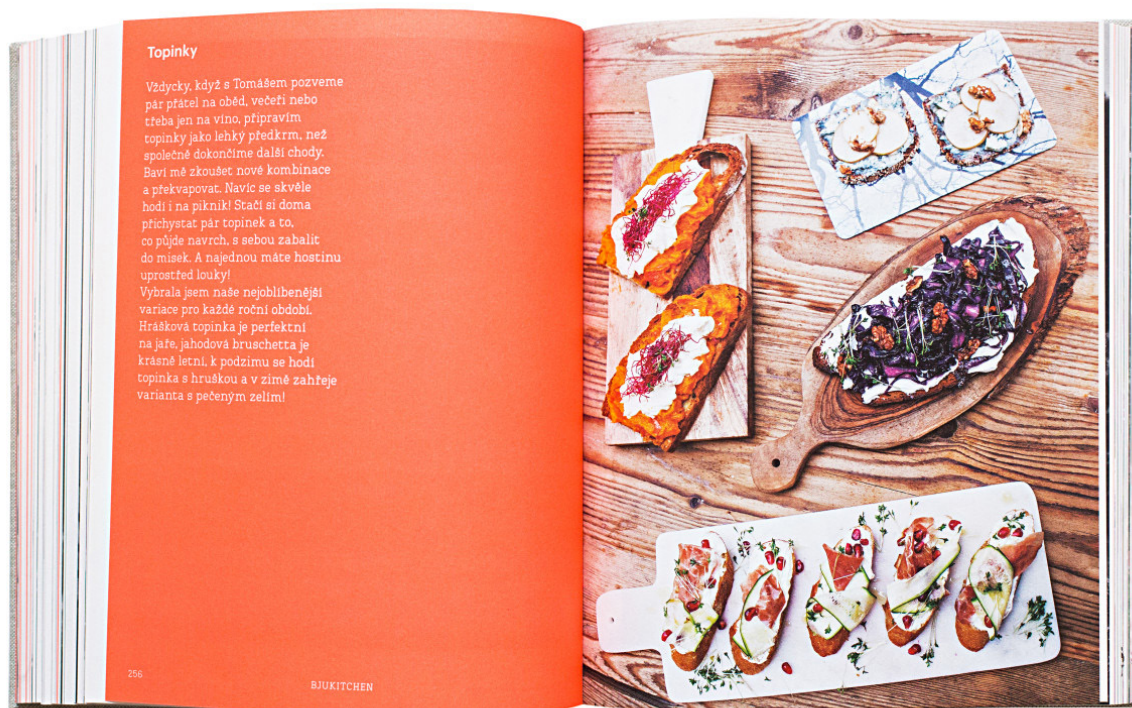 Topinky
Vždycky, když s Tomášem pozveme
pár přátel na oběd, večeři nebo
třeba jen na víno, připravím
topinky jako lehký předkrm, než
společně dokončíme další chody.
Baví mě zkoušet nové kombinace
a překvapovat. Navíc se skvěle
hodí i na piknik! Stačí si doma
přichystat pár topinek a to,
co půjde navrch, s sebou zabalit
do misek. A najednou máte hostinu
uprostřed louky!
Vybrala jsem naše nejoblíbenější
variace pro každé roční období.
Hrášková topinka je perfektní
na jaře, jahodová bruschetta je
krásně letní, k podzimu se hodí
topinka s hruškou a v zimě zahřeje
varianta s pečeným zelím!
256
BJUKITCHEN